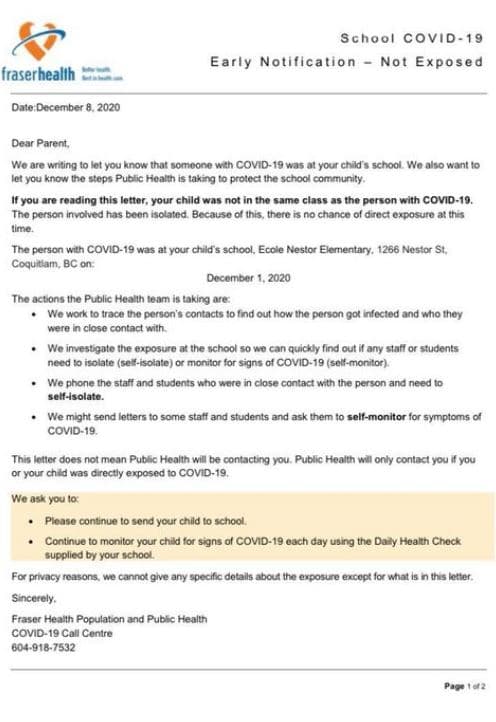 School COVID-19
Early Notification – Not Exposed
fraserhealth
Better health.
Best in health care.
Date:December 8, 2020
Dear Parent,
We are writing to let you know that someone with COVID-19 was at your child's school. We also want to
let you know the steps Public Health is taking to protect the school community.
If you are reading this letter, your child was not in the same class as the person with COVID-19.
The person involved has been isolated. Because of this, there is no chance of direct exposure at this
time.
The person with COVID-19 was at your child's school, Ecole Nestor Elementary, 1266 Nestor St,
Coquitlam, BC on:
December 1, 2020
The actions the Public Health team is taking are:
• We work to trace the person's contacts to find out how the person got infected and who they
were in close contact with.
• We investigate the exposure at the school so we can quickly find out if any staff or students
need to isolate (self-isolate) or monitor for signs of COVID-19 (self-monitor).
• We phone the staff and students who were in close contact with the person and need to
self-isolate.
• We might send letters to some staff and students and ask them to self-monitor for symptoms of
COVID-19.
This letter does not mean Public Health will be contacting you. Public Health will only contact you if you
or your child was directly exposed to COVID-19.
We ask you to:
• Please continue to send your child to school.
• Continue to monitor your child for signs of COVID-19 each day using the Daily Health Check
supplied by your school.
For privacy reasons, we cannot give any specific details about the exposure except for what is in this letter.
Sincerely,
Fraser Health Population and Public Health
COVID-19 Call Centre
604-918-7532
Page 1 of 2